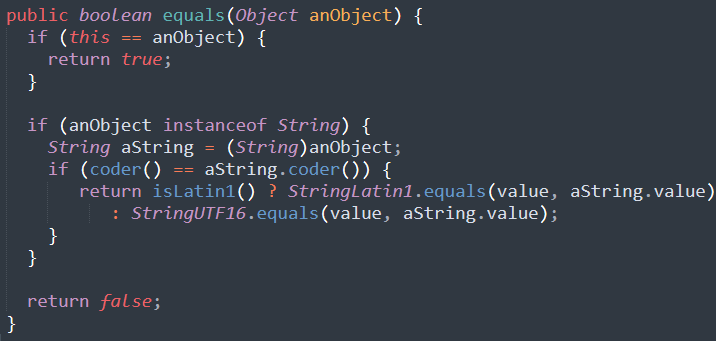 public boolean equals(Object anObject) {
  if (this == anObject) {
    return true;
  }

  if (anObject instanceof String) {
    String aString = (String)anObject;
    if (coder() == aString.coder()) {
       return isLatin1() ? StringLatin1.equals(value, aString.value)
          : StringUTF16.equals(value, aString.value);
    }
  }

  return false;
}